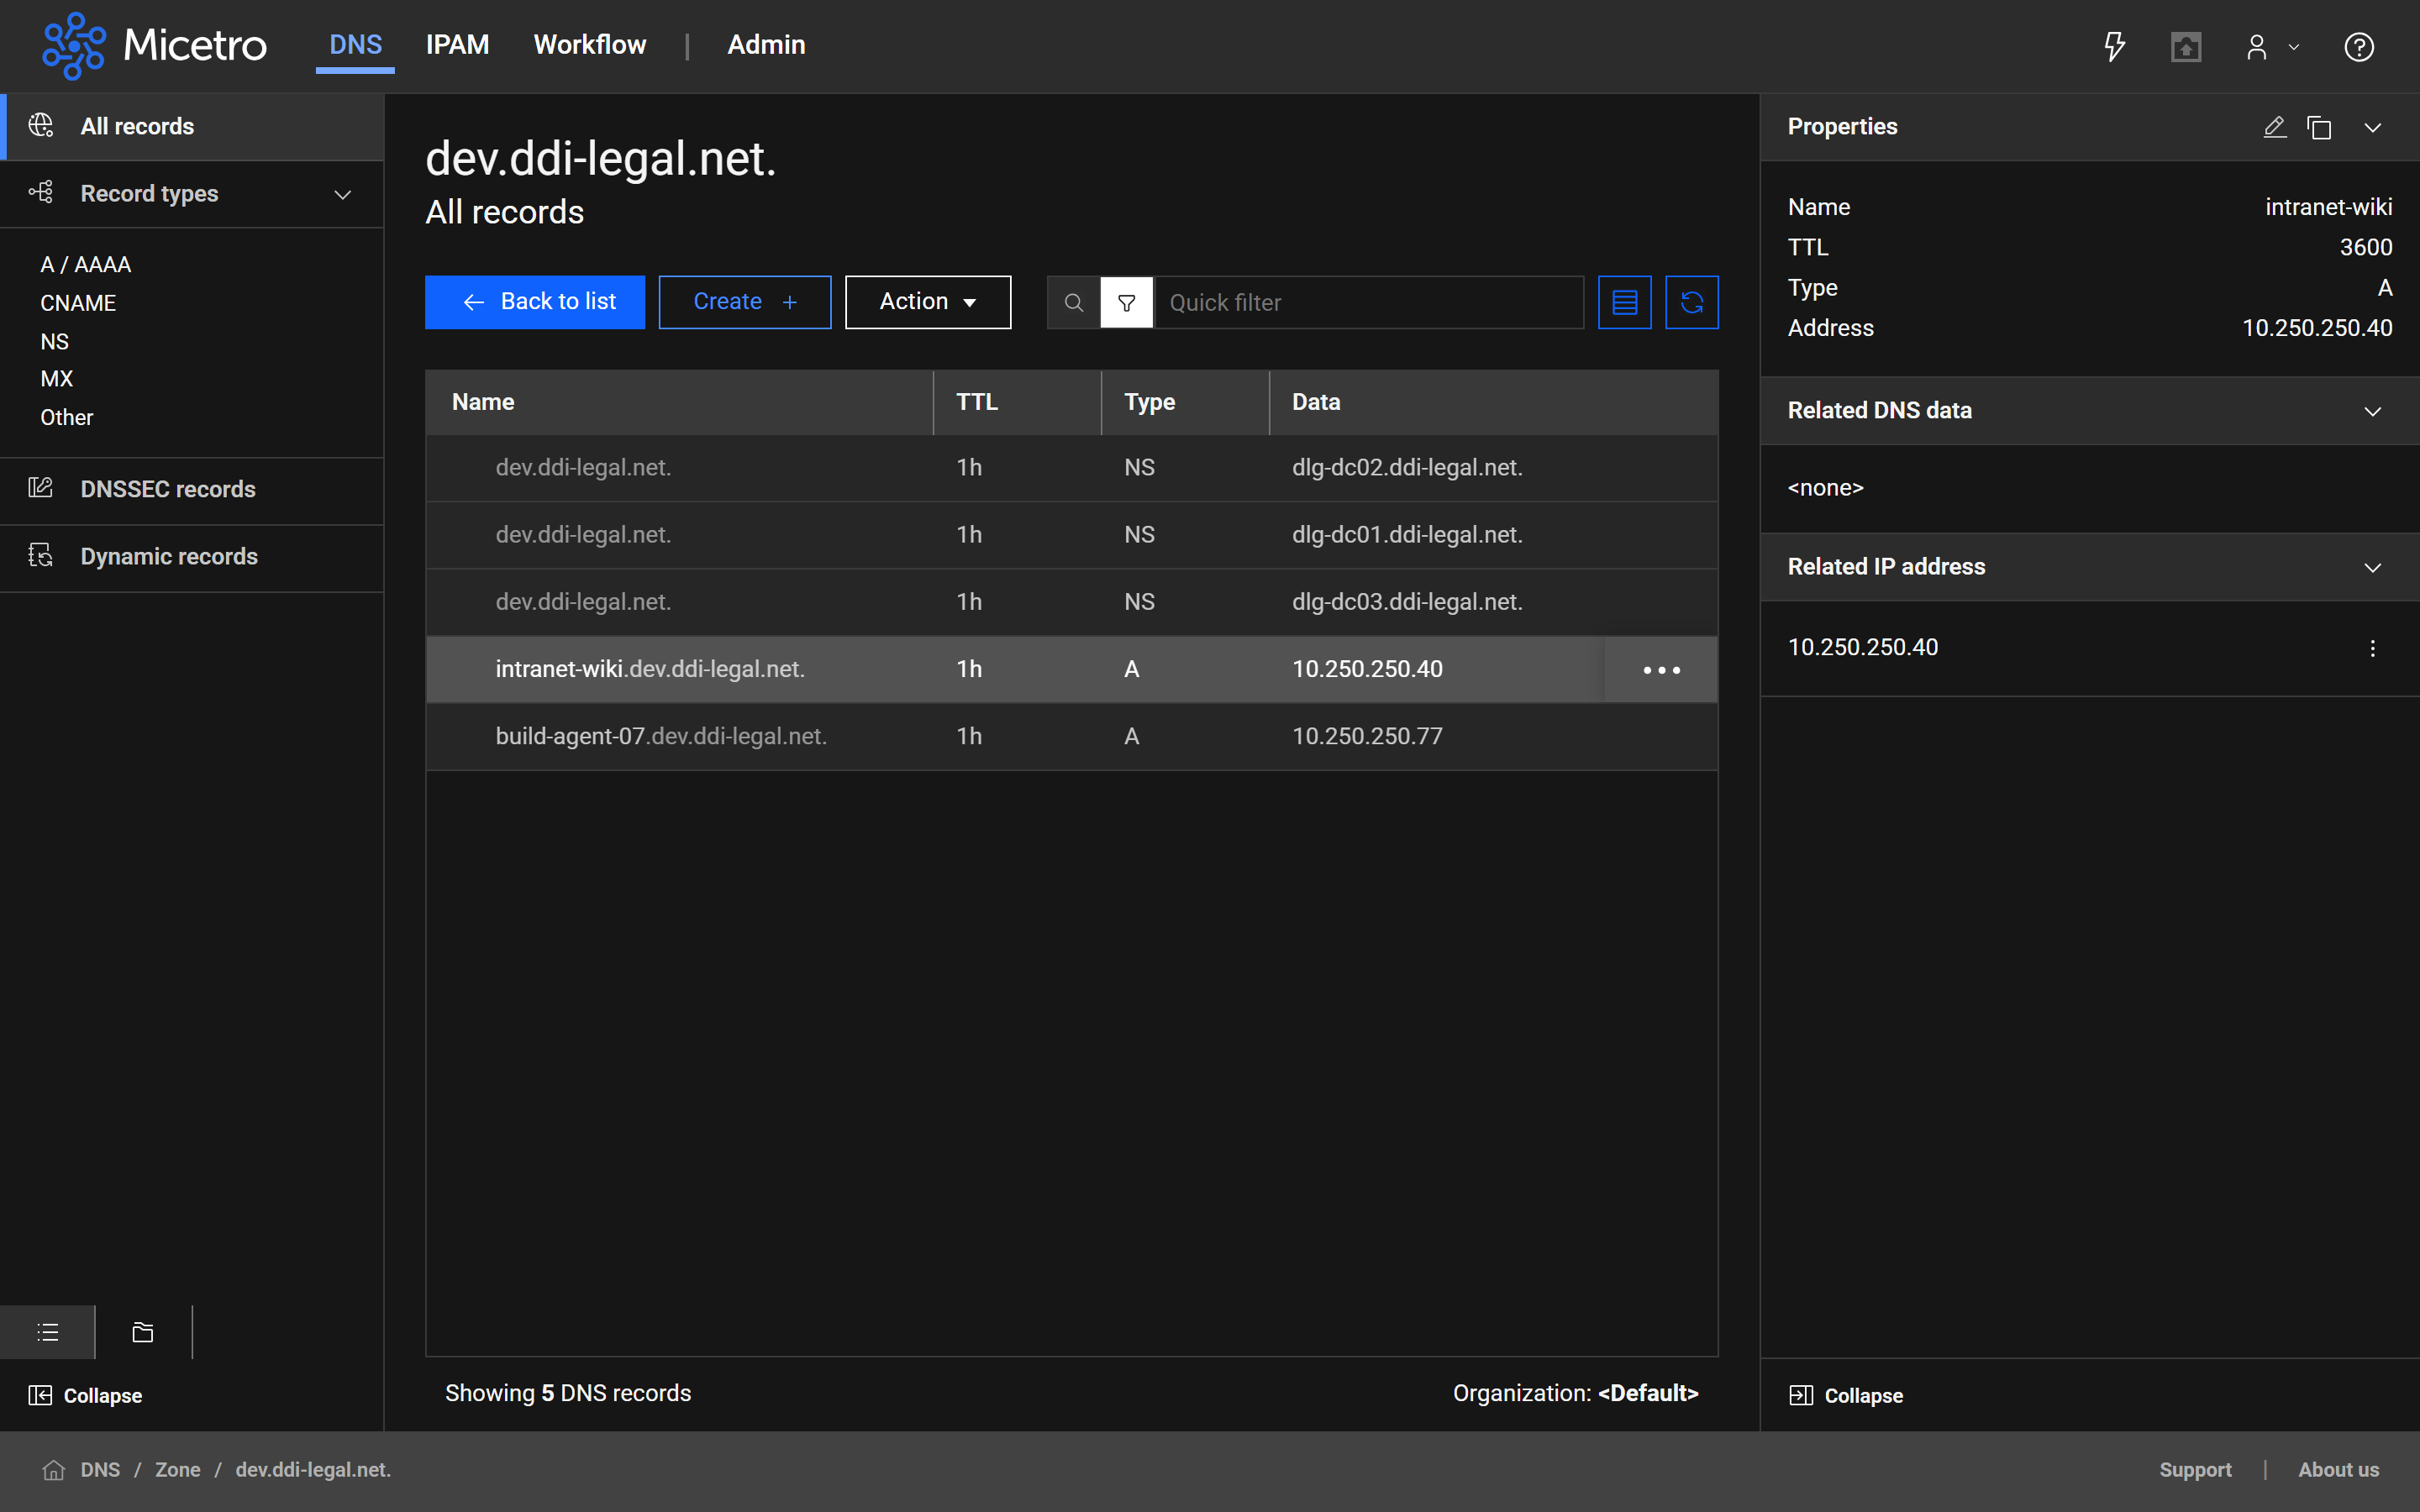 Micetro DNS IPAM Workflow | Admin
All records
Record types
A / AAAA
CNAME
NS
MX
Other
DNSSEC records
Dynamic records
Collapse
dev.ddi-legal.net.
All records
Back to list Create + Action Quick filter
Name TTL Type Data
dev.ddi-legal.net. 1h NS dlg-dc02.ddi-legal.net.
dev.ddi-legal.net. 1h NS dlg-dc01.ddi-legal.net.
dev.ddi-legal.net. 1h NS dlg-dc03.ddi-legal.net.
intranet-wiki.dev.ddi-legal.net. 1h A 10.250.250.40
build-agent-07.dev.ddi-legal.net. 1h A 10.250.250.77
Showing 5 DNS records Organization: <Default>
Properties
Name intranet-wiki
TTL 3600
Type A
Address 10.250.250.40
Related DNS data
<none>
Related IP address
10.250.250.40
Collapse
DNS / Zone / dev.ddi-legal.net. Support | About us